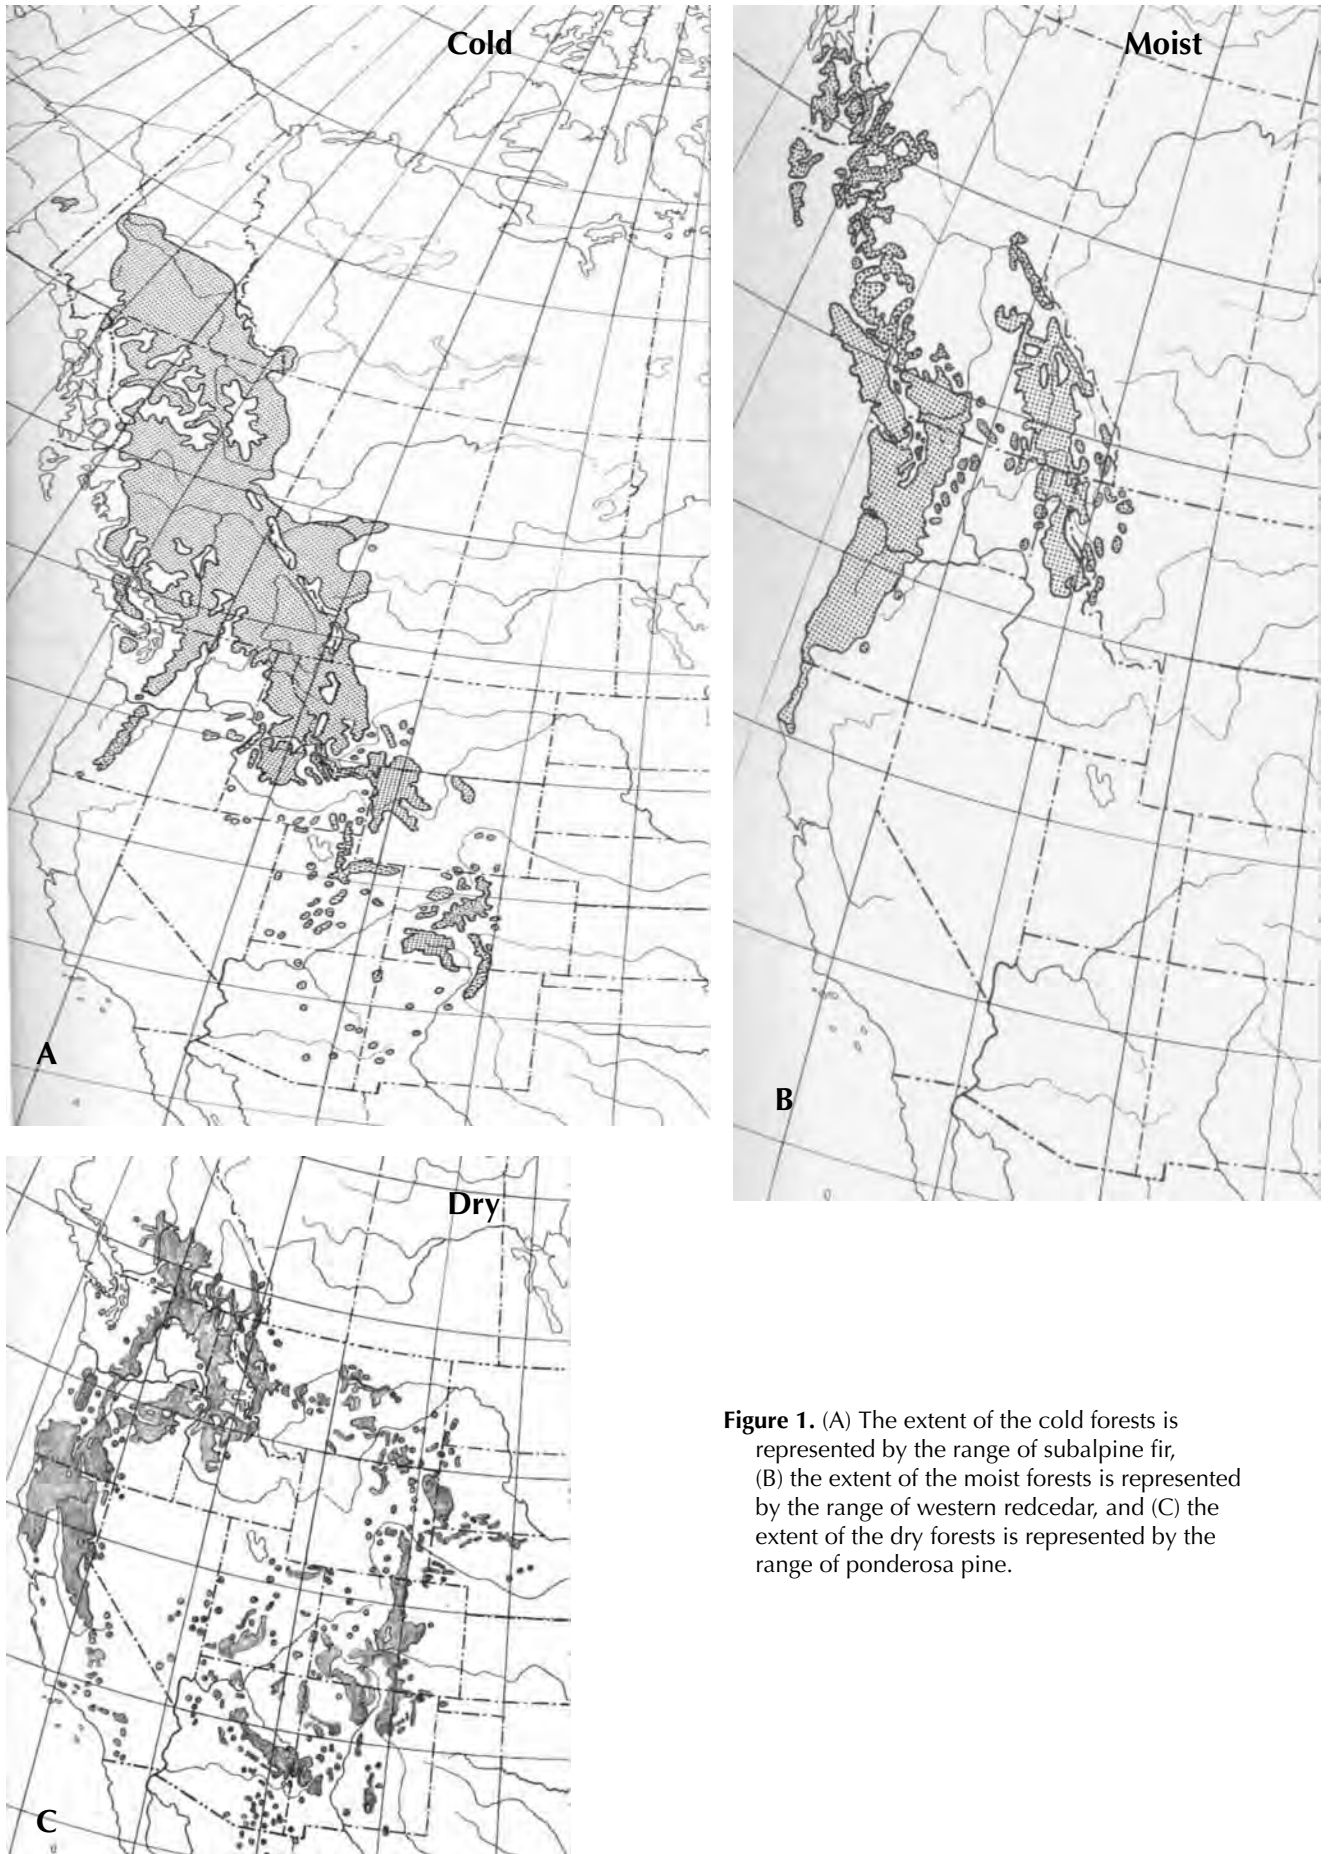 Cold
A
Moist
B
Dry
C
Figure 1. (A) The extent of the cold forests is
represented by the range of subalpine fir,
(B) the extent of the moist forests is represented
by the range of western redcedar, and (C) the
extent of the dry forests is represented by the
range of ponderosa pine.